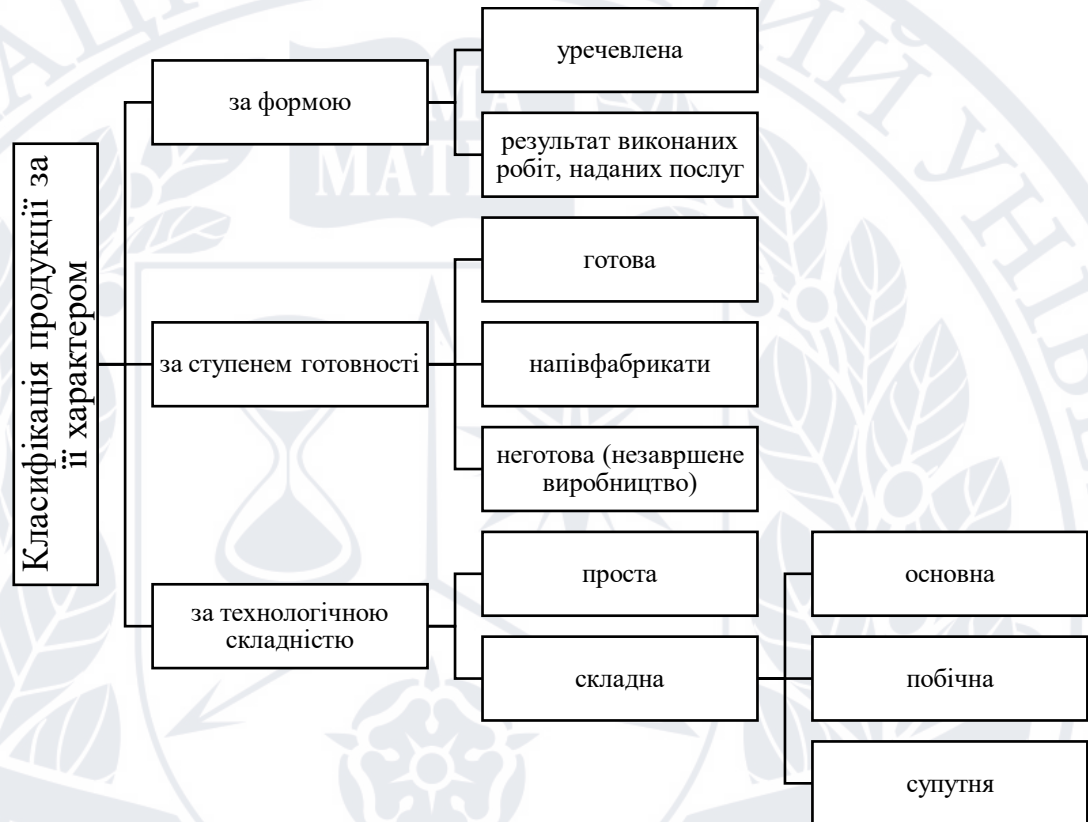 Класифікація продукції за
її характером
за формою
уречевлена
результат виконаних
робіт, наданих послуг
за ступенем готовності
готова
напівфабрикати
неготова (незавршене
виробництво)
за технологічною
складністю
проста
складна
основна
побічна
супутня